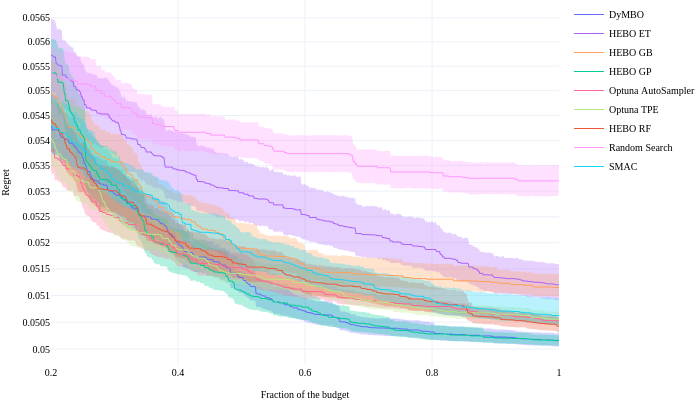 0.0565
0.056
0.0555
0.055
0.0545
0.054
0.0535
0.053
0.0525
0.052
0.0515
0.051
0.0505
0.05
Regret
0.2
0.4
0.6
0.8
1
Fraction of the budget
DyMBO
HEBO ET
HEBO GB
HEBO GP
Optuna AutoSampler
Optuna TPE
HEBO RF
Random Search
SMAC